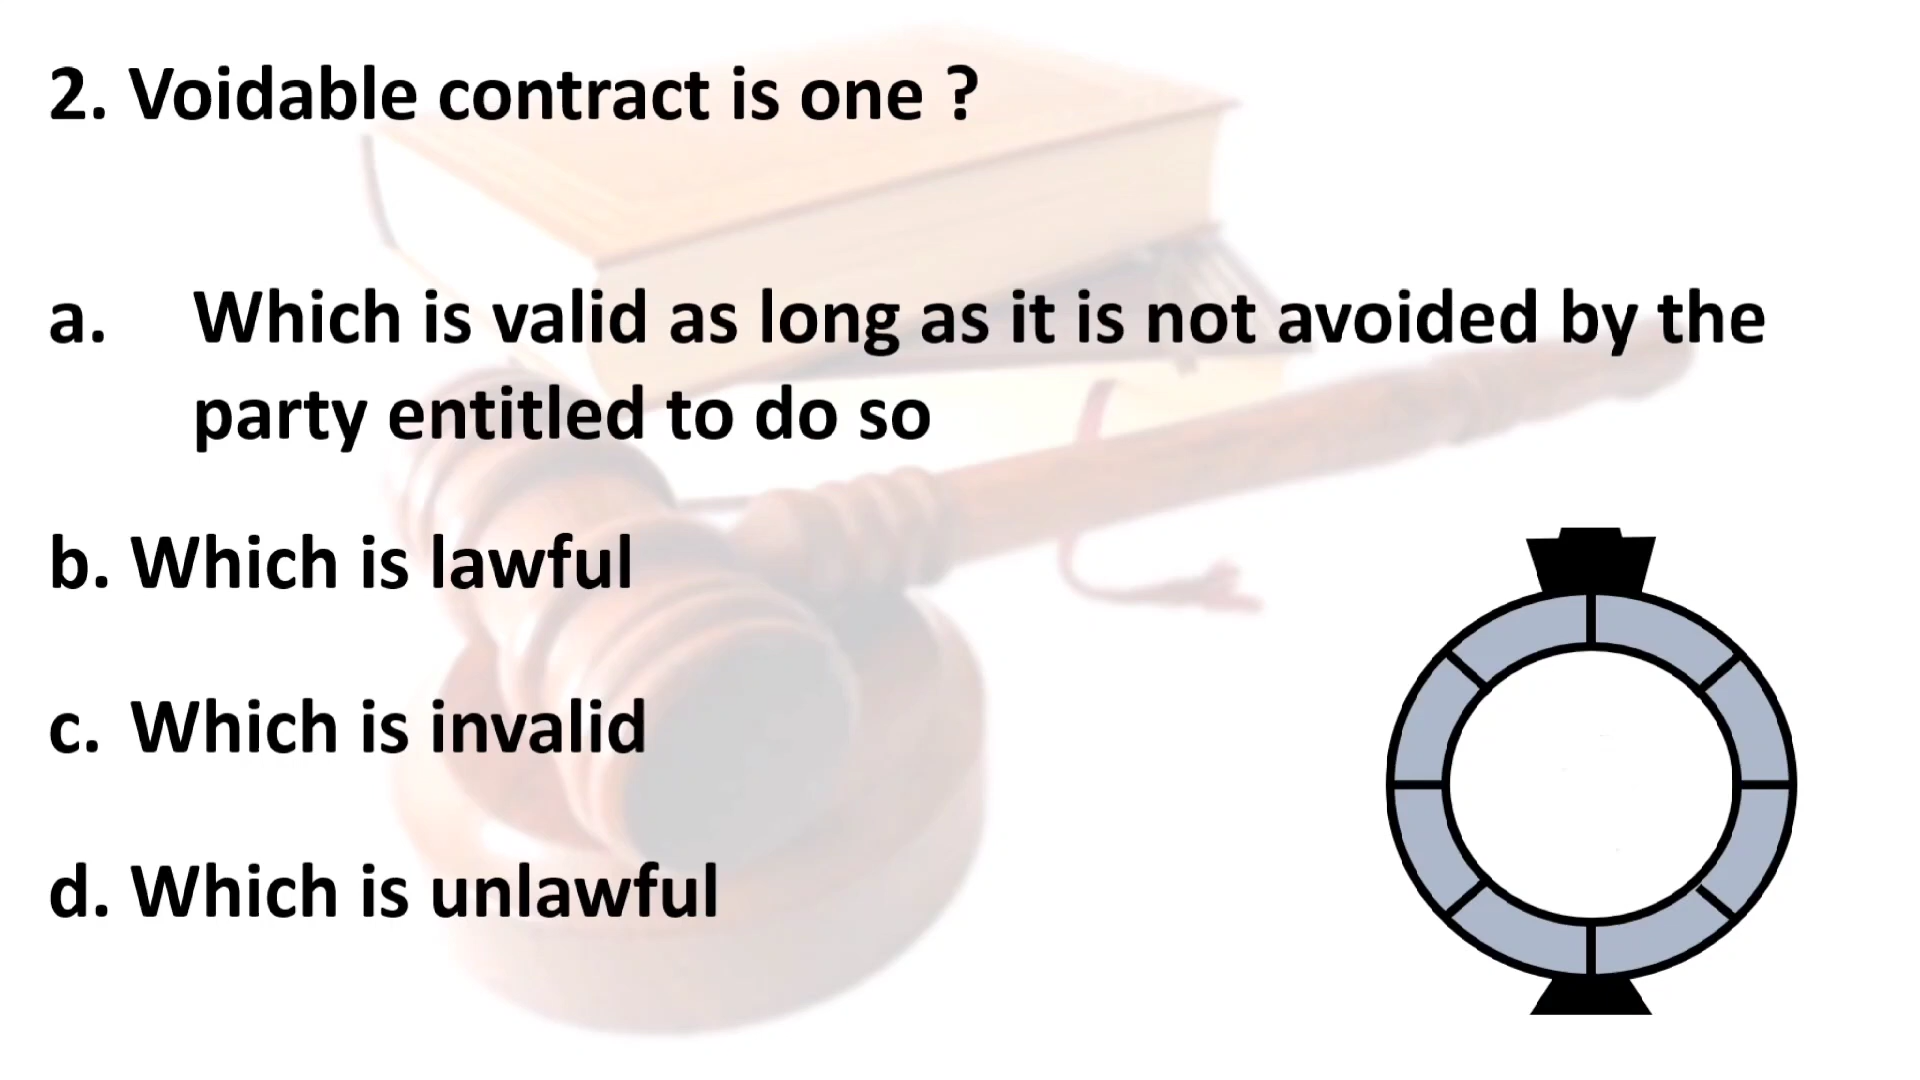 2. Voidable contract is one ?
a. Which is valid as long as it is not avoided by the
party entitled to do so
b. Which is lawful
c. Which is invalid
d. Which is unlawful